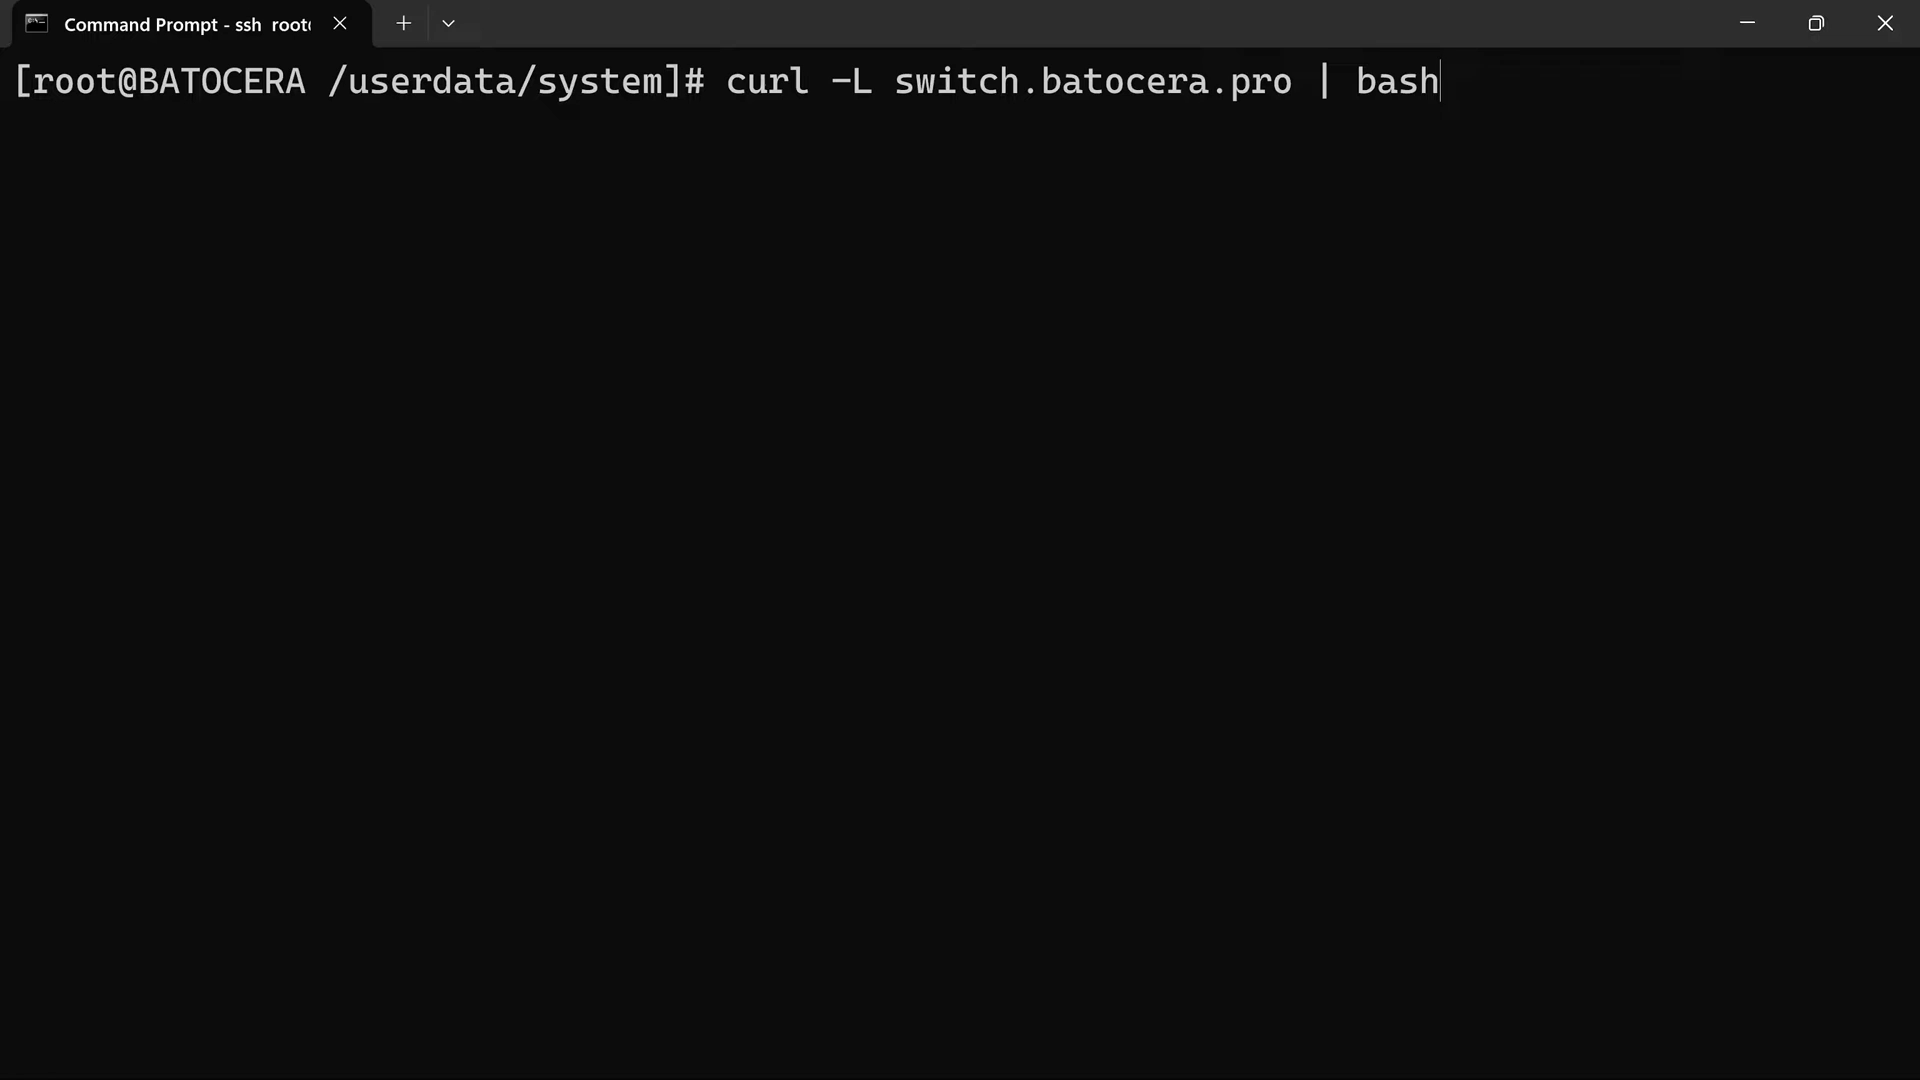 Command Prompt - ssh root
[root@BATOCERA /userdata/system]# curl -L switch.batocera.pro | bash